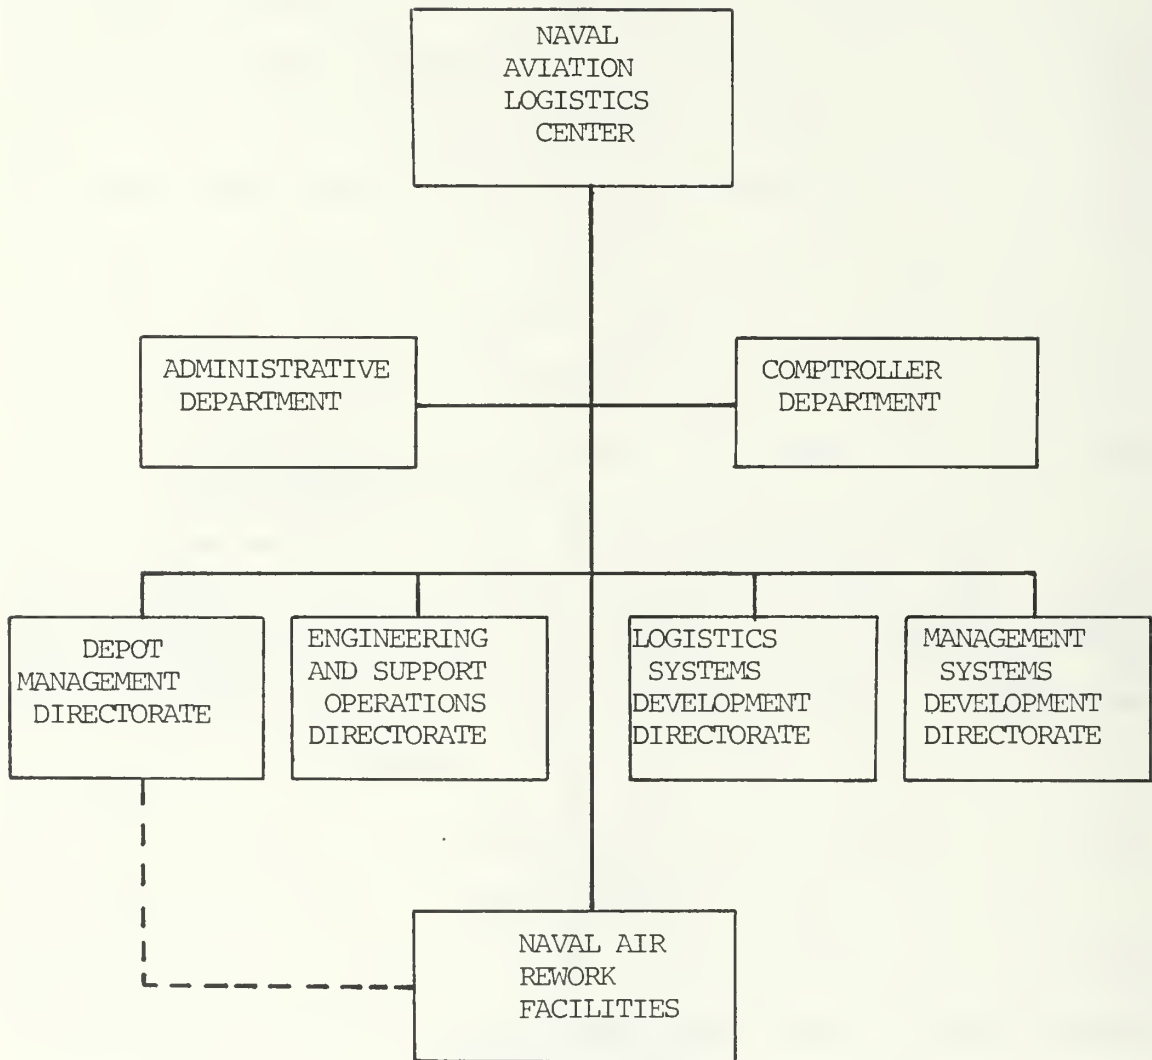 NAVAL
AVIATION
LOGISTICS
CENTER
ADMINISTRATIVE
DEPARTMENT
COMPTROLLER
DEPARTMENT
DEPOT
MANAGEMENT
DIRECTORATE
ENGINEERING
AND SUPPORT
OPERATIONS
DIRECTORATE
LOGISTICS
SYSTEMS
DEVELOPMENT
DIRECTORATE
MANAGEMENT
SYSTEMS
DEVELOPMENT
DIRECTORATE
NAVAL AIR
REWORK
FACILITIES